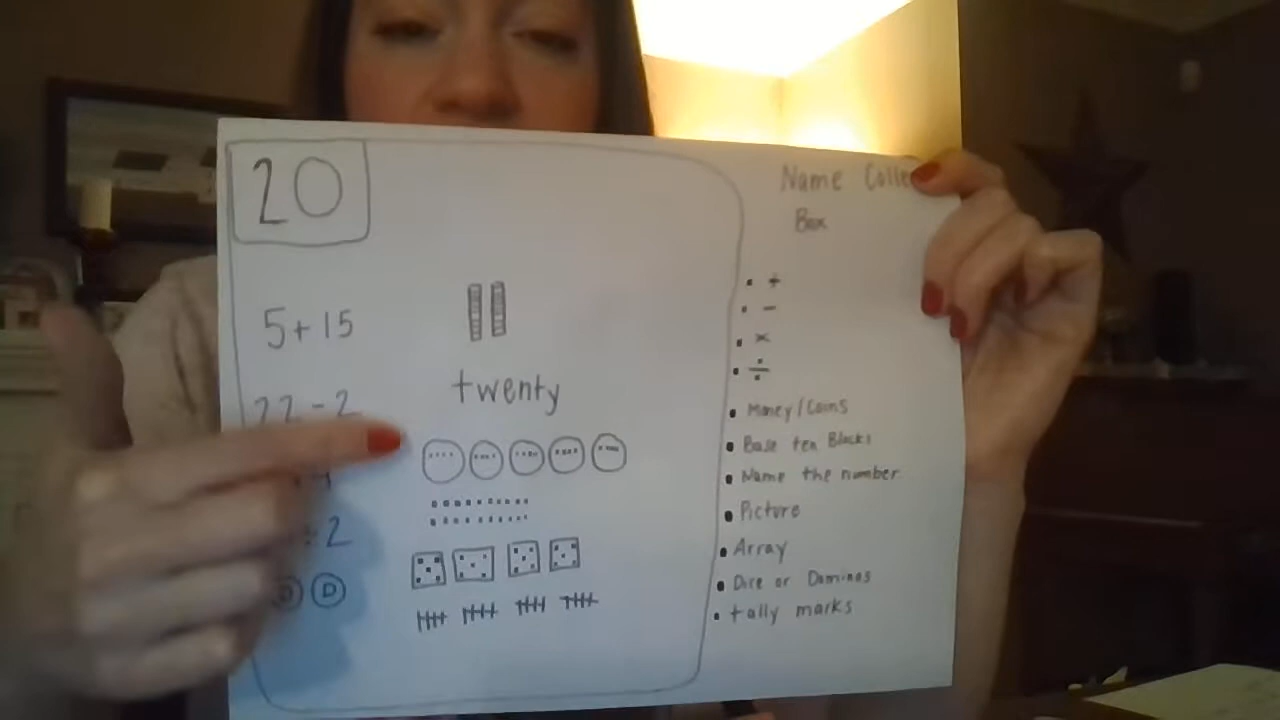 20
5+15
22-2
÷2
D D
twenty
Name
Box
+
-
×
÷
Money/Coins
Base ten Blocks
Name the number
Picture
Array
Dice or Dominos
tally marks